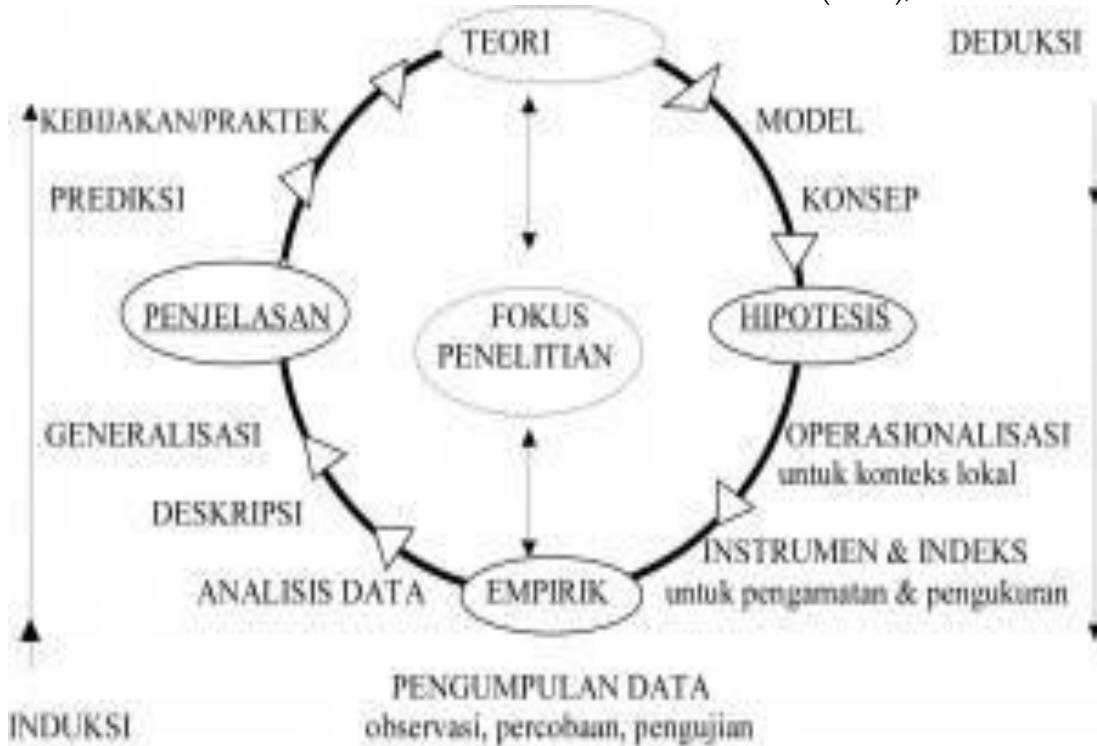 TEORI
DEDUKSI
KEBIJAKAN/PRAKTEK
MODEL
PREDIKSI
KONSEP
PENJELASAN
FOKUS
PENELITIAN
HIPOTESIS
GENERALISASI
OPERASIONALISASI
untuk konteks lokal
DESKRIPSI
INSTRUMEN & INDEKS
untuk pengamatan & pengukuran
ANALISIS DATA
EMPIRIK
PENGUMPULAN DATA
observasi, percobaan, pengujian
INDUKSI